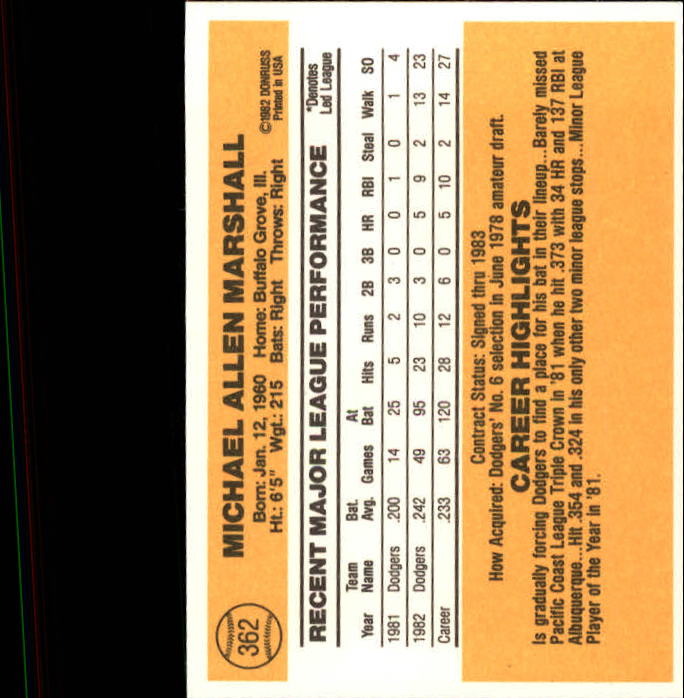 362
MICHAEL ALLEN MARSHALL
Born: Jan. 12, 1960 Home: Buffalo Grove, Ill.
Ht.: 6'5" Wgt.: 215 Bats: Right Throws: Right
©1982 DONRUSS
Printed in USA
RECENT MAJOR LEAGUE PERFORMANCE
*Denotes
Led League
Year Team Name Bat. Avg. Games At Bat Hits Runs 2B 3B HR RBI Steal Walk SO
1981 Dodgers .200 14 25 5 2 3 0 0 1 0 1 4
1982 Dodgers .242 49 95 23 10 3 0 5 9 2 13 23
Career .233 63 120 28 12 6 0 5 10 2 14 27
Contract Status: Signed thru 1983
How Acquired: Dodgers' No. 6 selection in June 1978 amateur draft.
CAREER HIGHLIGHTS
Is gradually forcing Dodgers to find a place for his bat in their lineup...Barely missed
Pacific Coast League Triple Crown in '81 when he hit .373 with 34 HR and 137 RBI at
Albuquerque...Hit .354 and .324 in his only other two minor league stops...Minor League
Player of the Year in '81.